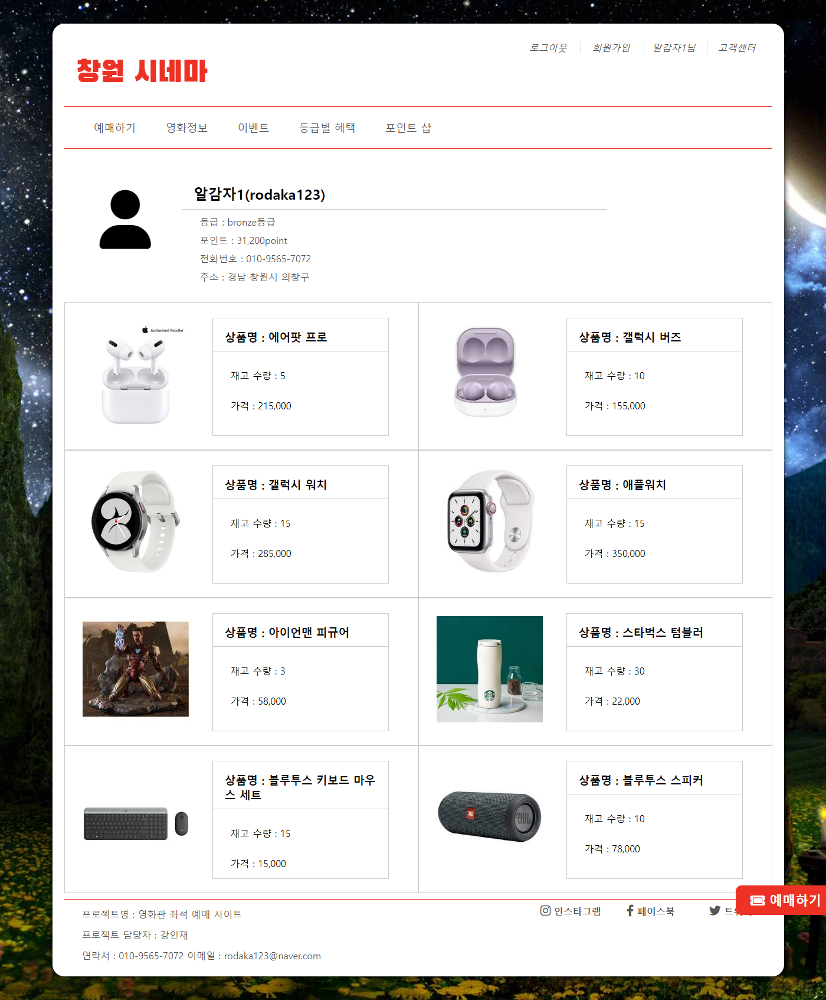 로그아웃
회원가입
알감자1님
고객센터
창원 시네마
예매하기
영화정보
이벤트
등급별 혜택
포인트 샵
알감자1(rodaka123)
등급 : bronze등급
포인트 : 31,200point
전화번호 : 010-9565-7072
주소 : 경남 창원시 의창구
Authorized Reseller
상품명 : 에어팟 프로
재고 수량 : 5
가격 : 215,000
상품명 : 갤럭시 버즈
재고 수량 : 10
가격 : 155,000
상품명 : 갤럭시 워치
재고 수량 : 15
가격 : 285,000
상품명 : 애플워치
재고 수량 : 15
가격 : 350,000
상품명 : 아이언맨 피규어
재고 수량 : 3
가격 : 58,000
상품명 : 스타벅스 텀블러
재고 수량 : 30
가격 : 22,000
상품명 : 블루투스 키보드 마우
스 세트
재고 수량 : 15
가격 : 15,000
JBL
JBL
상품명 : 블루투스 스피커
재고 수량 : 10
가격 : 78,000
예매하기
인스타그램
페이스북
프로젝트명 : 영화관 좌석 예매 사이트
프로젝트 담당자 : 강인재
연락처 : 010-9565-7072 이메일 : rodaka123@naver.com